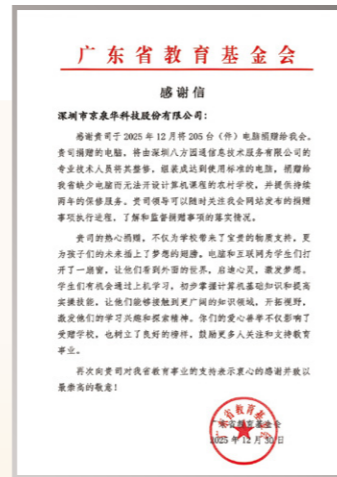 广东省教育基金会
感谢信
深圳市京泉华科技股份有限公司：
感谢贵司于 2025 年 12 月将 205 台（件）电脑捐赠给我会。
贵司捐赠的电脑，将由深圳八方园通信息技术服务有限公司的
专业技术人员将其整修，组装成达到使用标准的电脑，捐赠给
我省缺少电脑而无法开设计算机课程的农村学校，并提供持续
两年的保修服务。贵司领导可以随时关注我会网站发布的捐赠
事项执行进程，了解和监督捐赠事项的落实情况。
贵司的热心捐赠，不仅为学校带来了宝贵的物质支持，更
为孩子们的未来插上了梦想的翅膀。电脑和互联网为学生们打
开了一扇窗，让他们看到外面的世界，启迪心灵，激发梦想。
学生们有机会通过上机学习，初步掌握计算机基础知识和提高
实操技能，让他们能够接触到更广阔的知识领域，开拓视野，
激发他们的学习兴趣和探索精神。你们的爱心善举不仅影响了
受赠学校，也树立了良好的榜样，鼓励更多人关注和支持教育
事业。
再次向贵司对我省教育事业的支持表示衷心的感谢并致以
最崇高的敬意！
广东省教育基金会
2025 年 12 月 日